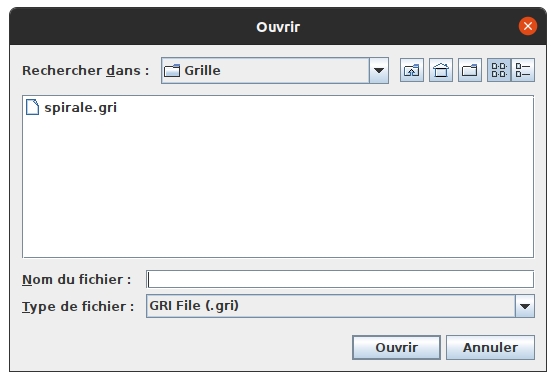 Ouvrir
Rechercher dans :
Grille
spirale.gri
Nom du fichier :
Type de fichier :
GRI File (.gri)
Ouvrir
Annuler